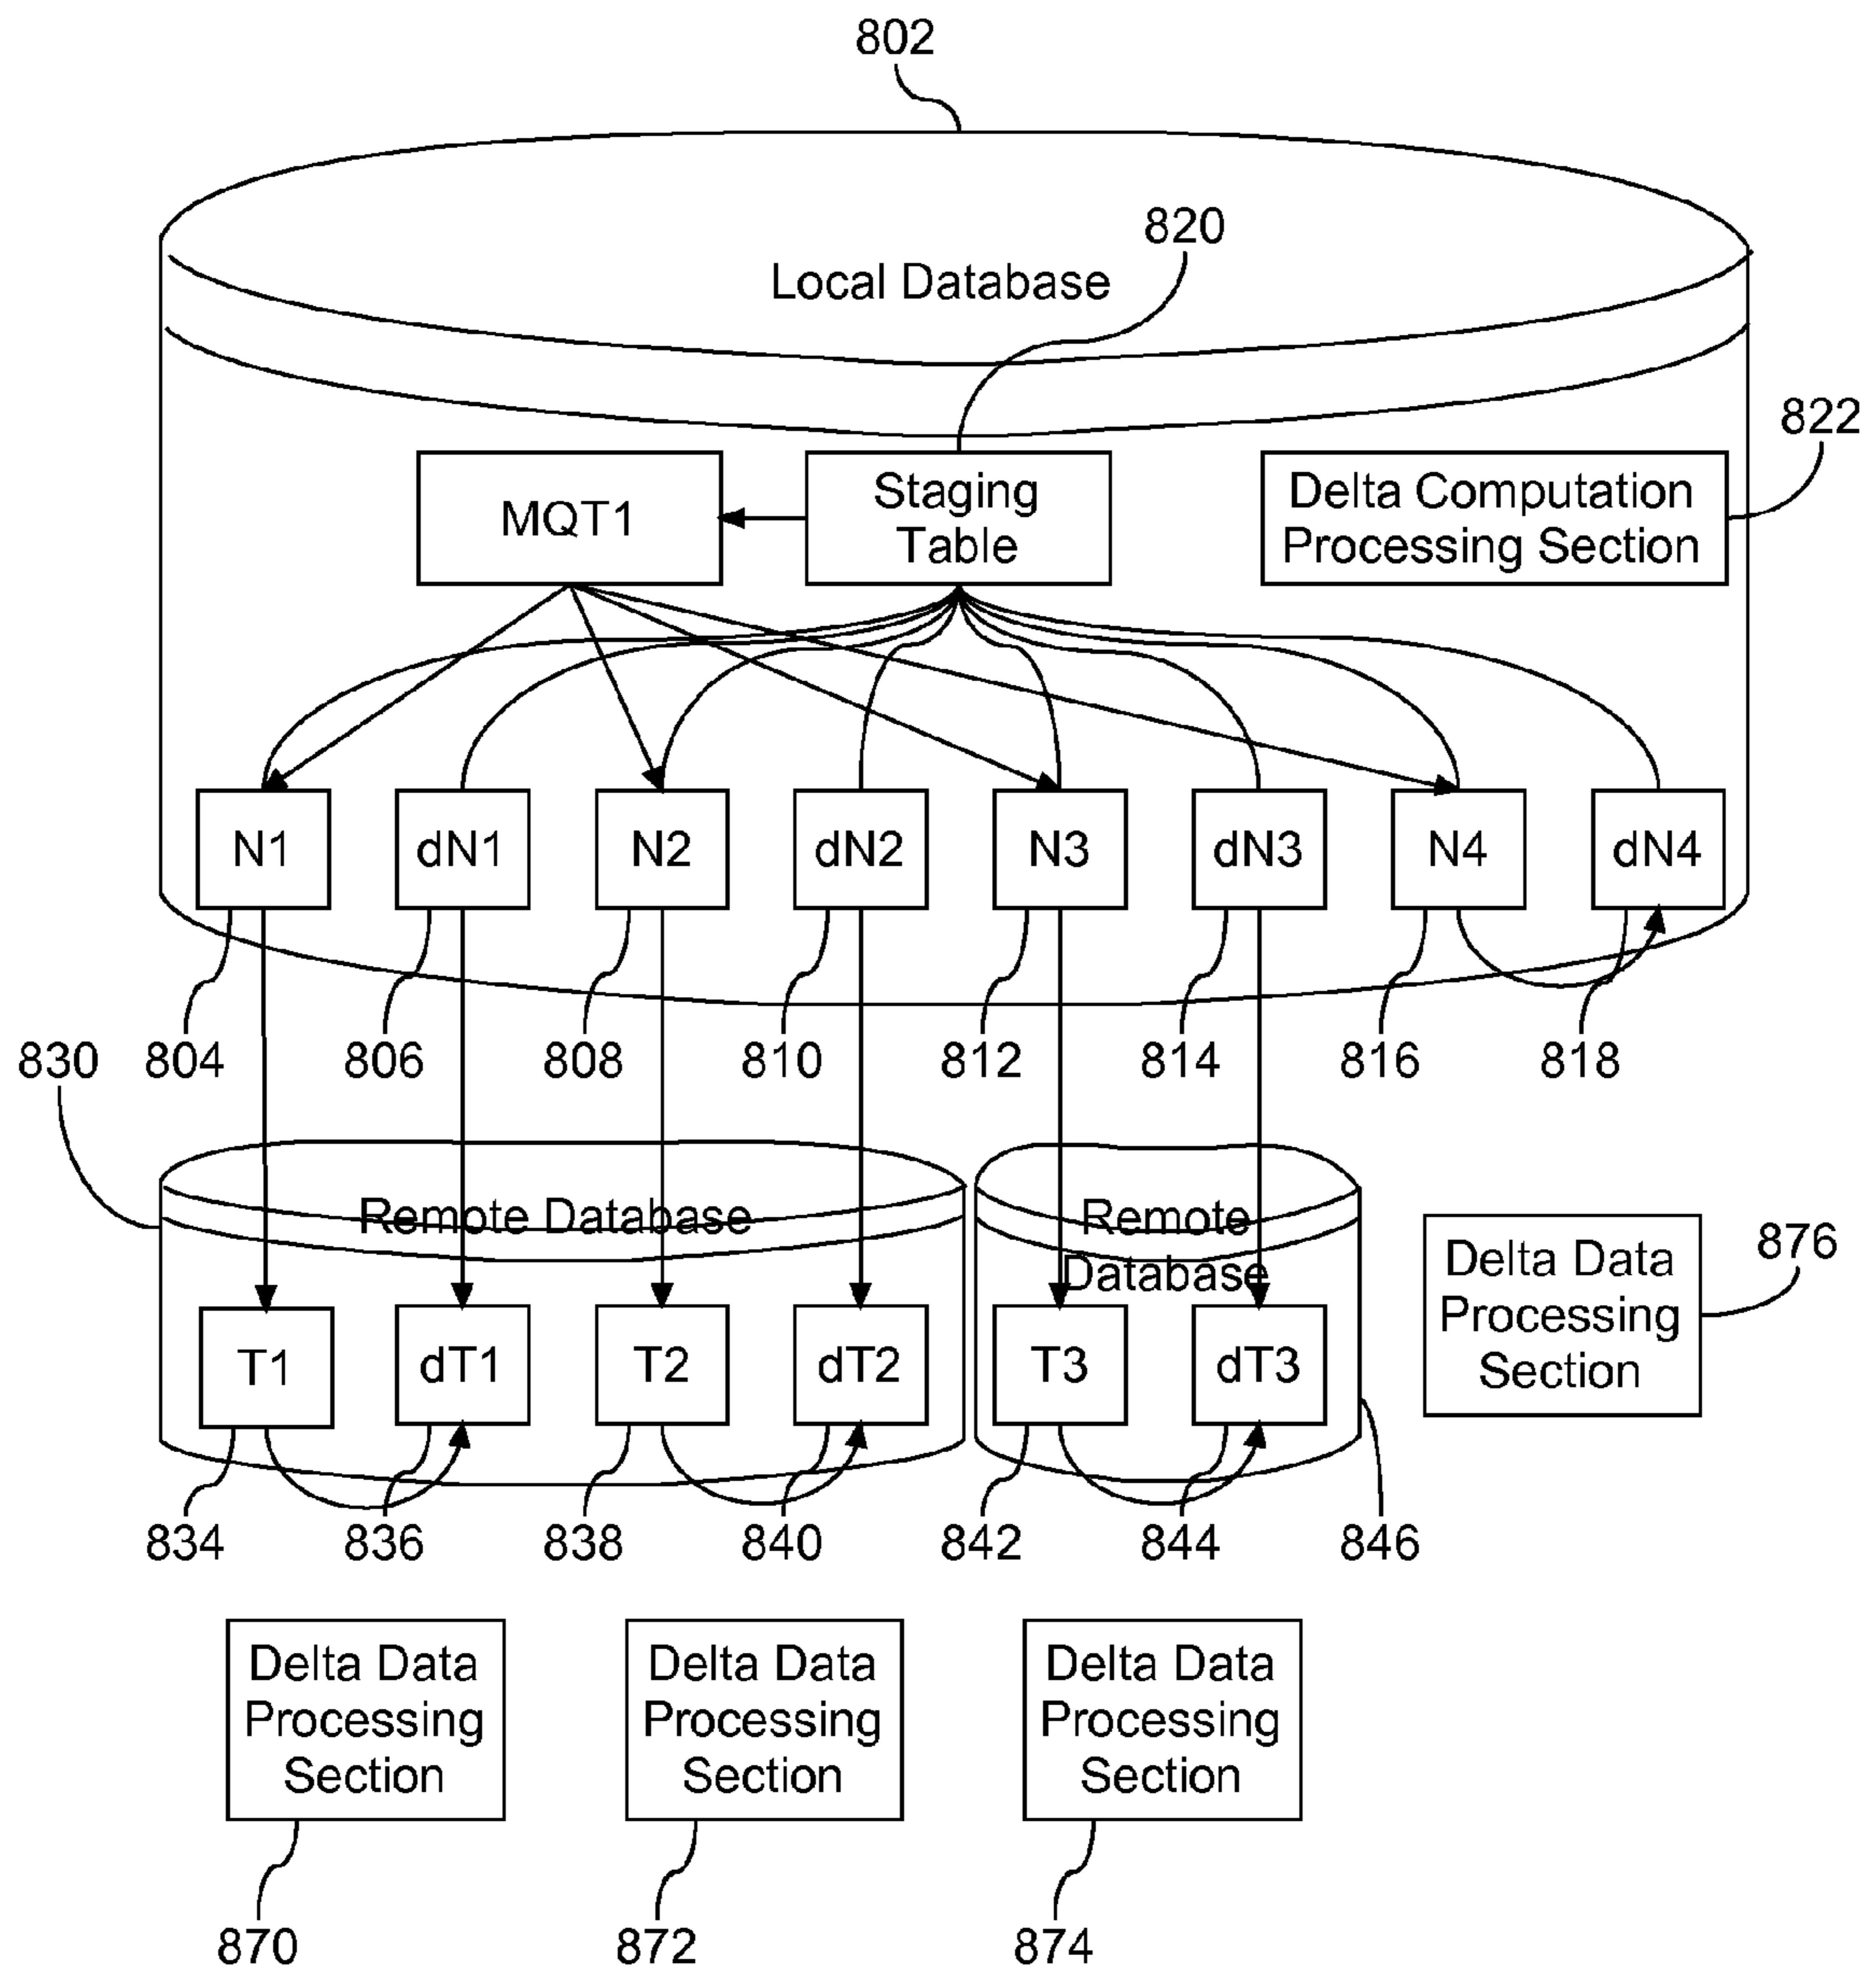 802
820
Local Database
822
MQT1
Staging
Table
Delta Computation
Processing Section
N1
dN1
N2
dN2
N3
dN3
N4
dN4
830
804
806
808
810
812
814
816
818
Remote Database
Remote
Database
Delta Data
Processing
Section
876
T1
dT1
T2
dT2
T3
dT3
834
836
838
840
842
844
846
Delta Data
Processing
Section
Delta Data
Processing
Section
Delta Data
Processing
Section
870
872
874